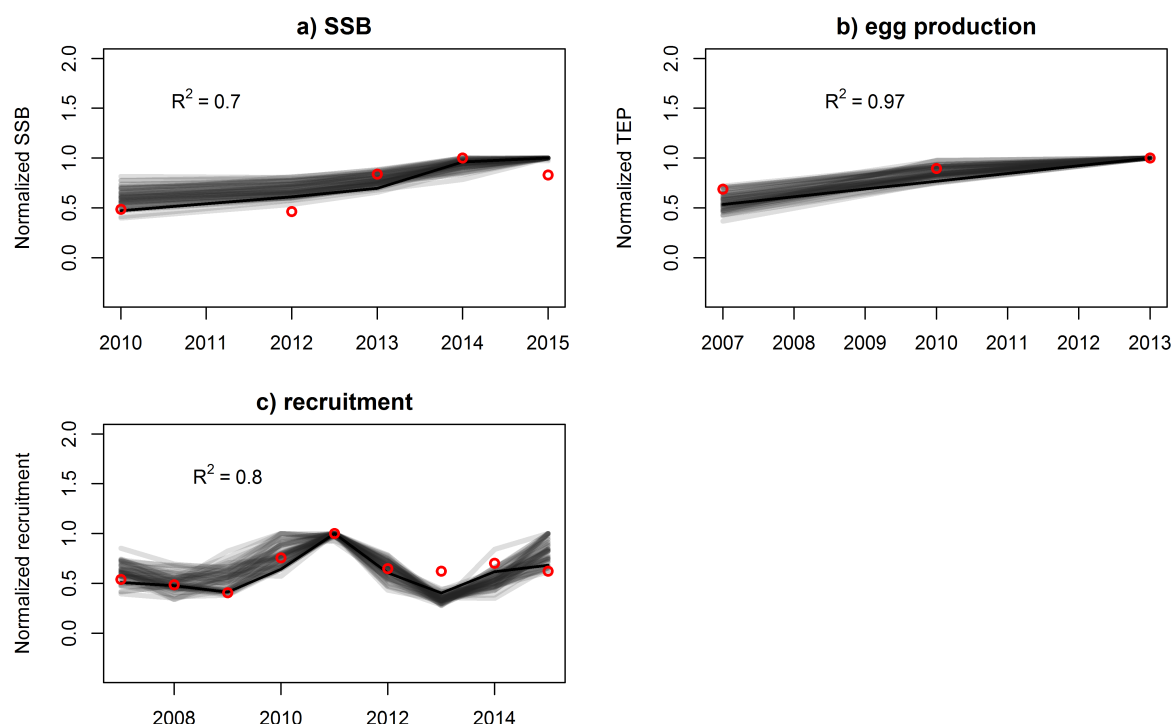 a) SSB
Normalized SSB
2.0
1.5
1.0
0.5
0.0
R² = 0.7
2010 2011 2012 2013 2014 2015
b) egg production
Normalized TEP
2.0
1.5
1.0
0.5
0.0
R² = 0.97
2007 2008 2009 2010 2011 2012 2013
c) recruitment
Normalized recruitment
2.0
1.5
1.0
0.5
0.0
R² = 0.8
2008 2010 2012 2014